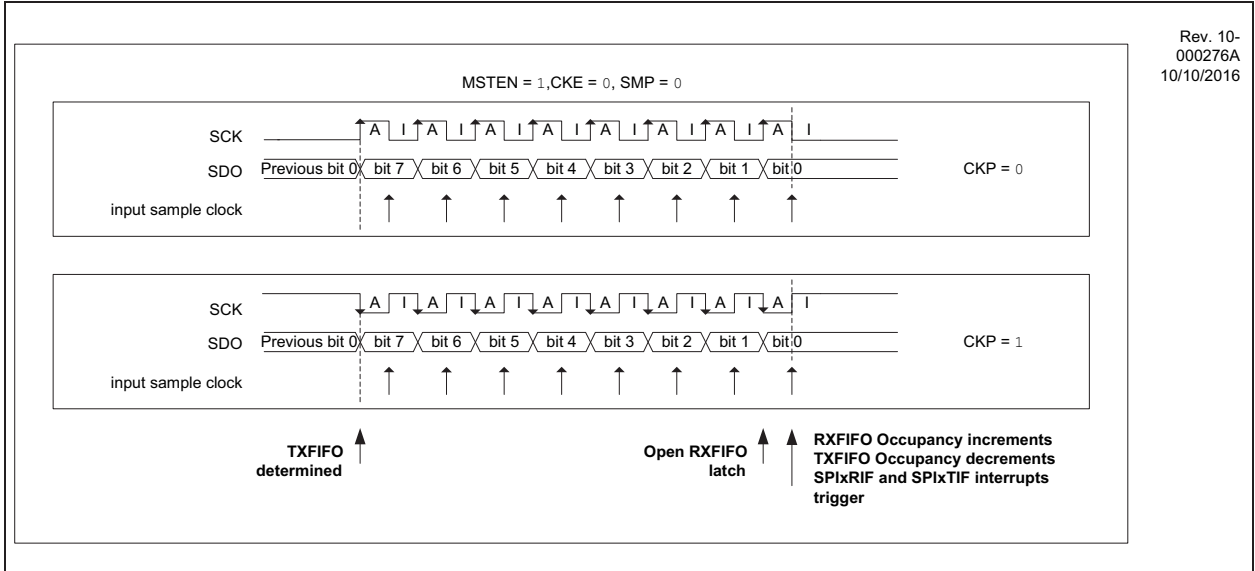 Rev. 10-
000276A
10/10/2016
MSTEN = 1,CKE = 0, SMP = 0
SCK A I A I A I A I A I A I A I A I
SDO Previous bit 0 bit 7 bit 6 bit 5 bit 4 bit 3 bit 2 bit 1 bit 0 CKP = 0
input sample clock
SCK A I A I A I A I A I A I A I A I
SDO Previous bit 0 bit 7 bit 6 bit 5 bit 4 bit 3 bit 2 bit 1 bit 0 CKP = 1
input sample clock
TXFIFO
determined
Open RXFIFO
latch
RXFIFO Occupancy increments
TXFIFO Occupancy decrements
SPIxRIF and SPIxTIF interrupts
trigger